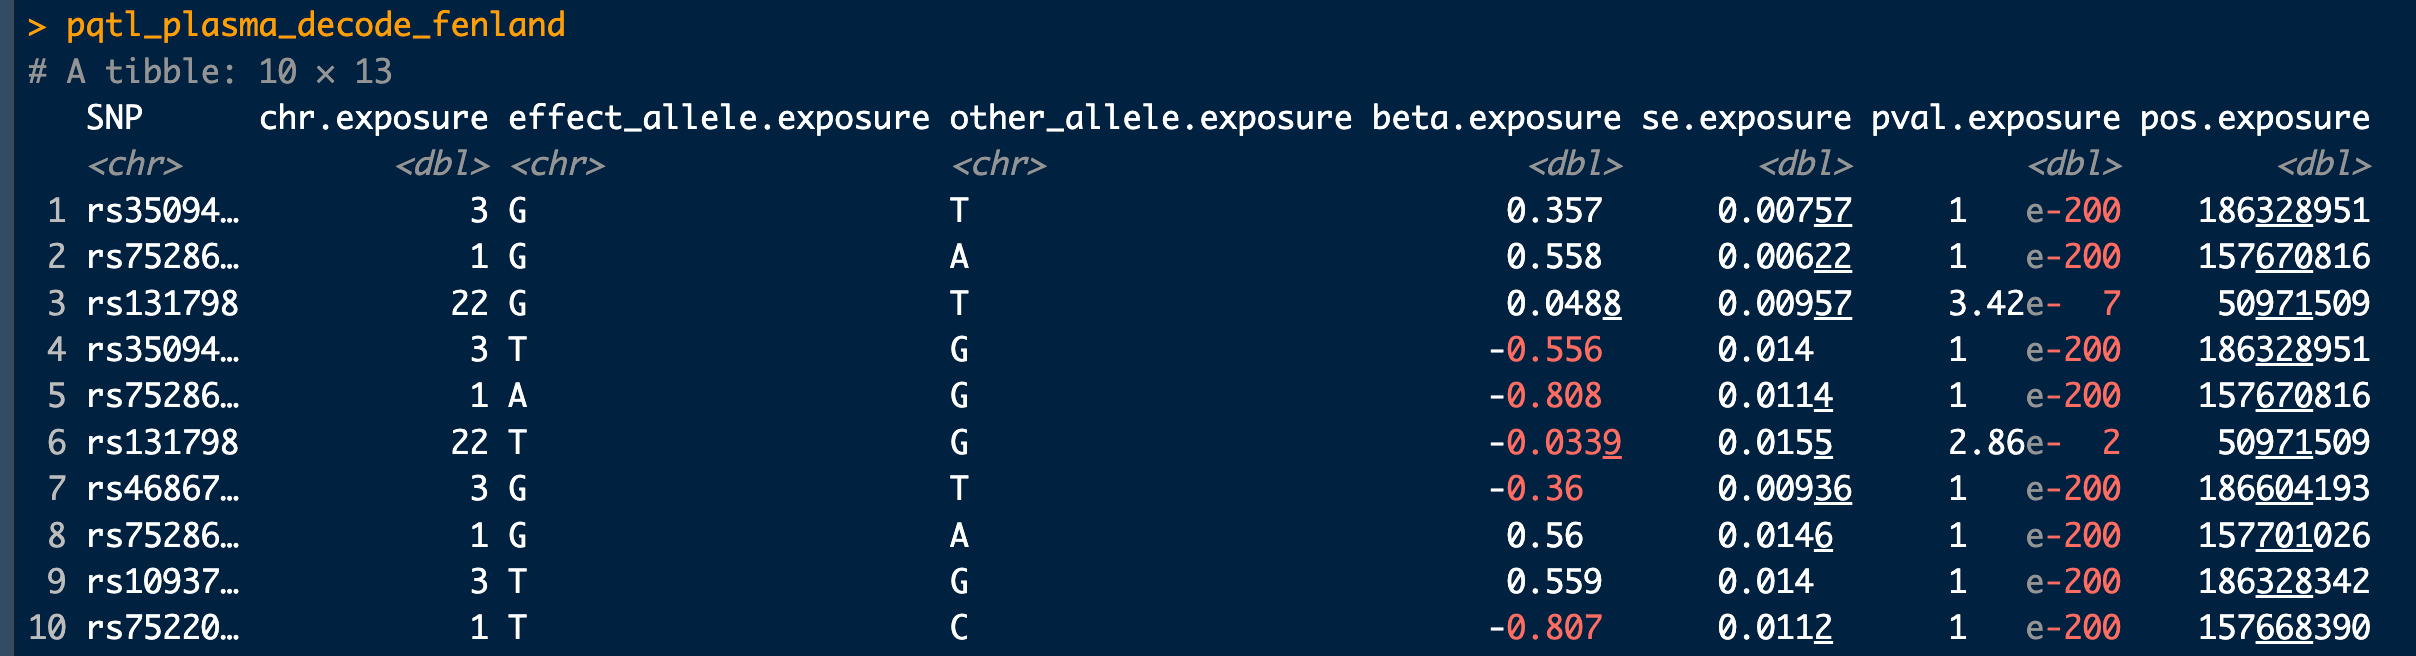 > pqtl_plasma_decode_fenland
# A tibble: 10 × 13
   SNP      chr.exposure effect_allele.exposure other_allele.exposure beta.exposure se.exposure pval.exposure pos.exposure
   <chr>           <dbl> <chr>                  <chr>                         <dbl>       <dbl>         <dbl>        <dbl>
 1 rs35094…            3 G                      T                            0.357      0.00757     1   e-200    186328951
 2 rs75286…            1 G                      A                            0.558      0.00622     1   e-200    157670816
 3 rs131798           22 G                      T                            0.0488     0.00957     3.42e-  7     50971509
 4 rs35094…            3 T                      G                           -0.556      0.014       1   e-200    186328951
 5 rs75286…            1 A                      G                           -0.808      0.0114      1   e-200    157670816
 6 rs131798           22 T                      G                           -0.0339     0.0155      2.86e-  2     50971509
 7 rs46867…            3 G                      T                           -0.36       0.00936     1   e-200    186604193
 8 rs75286…            1 G                      A                            0.56       0.0146      1   e-200    157701026
 9 rs10937…            3 T                      G                            0.559      0.014       1   e-200    186328342
10 rs75220…            1 T                      C                           -0.807      0.0112      1   e-200    157668390